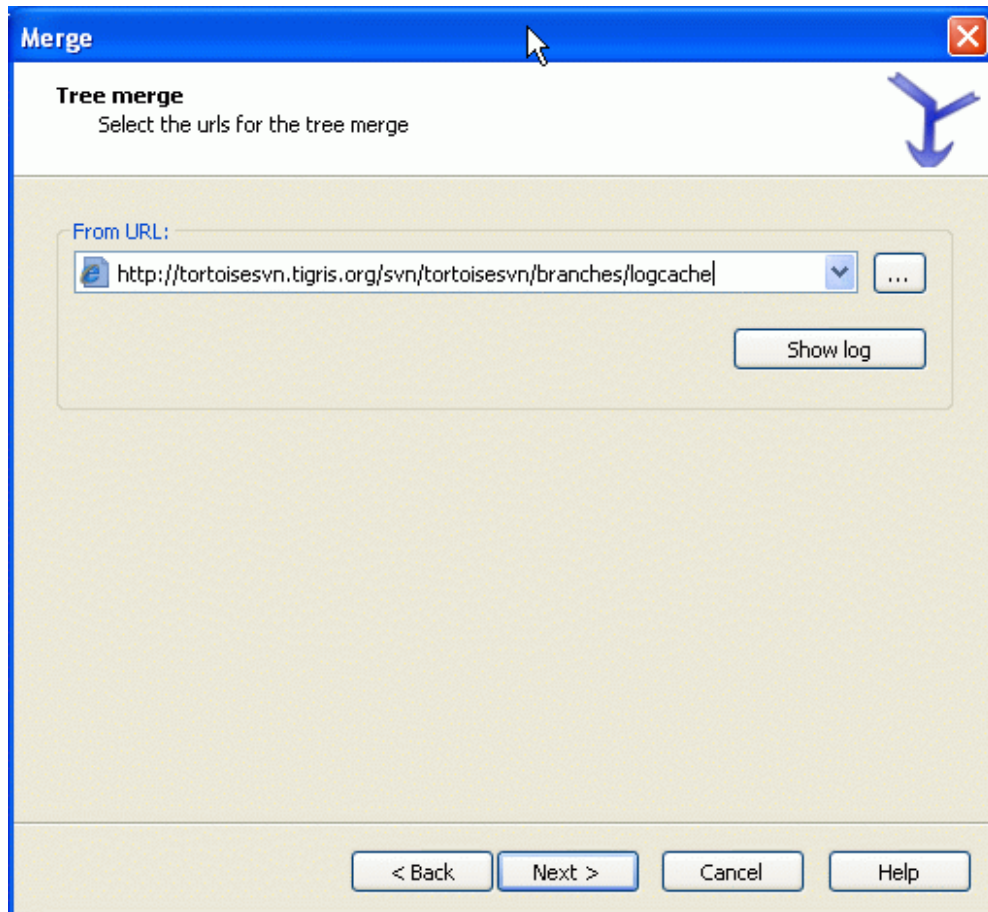 Merge
Tree merge
Select the urls for the tree merge
From URL:
http://tortoisesvn.tigris.org/svn/tortoisesvn/branches/logcache
...
Show log
< Back Next > Cancel Help